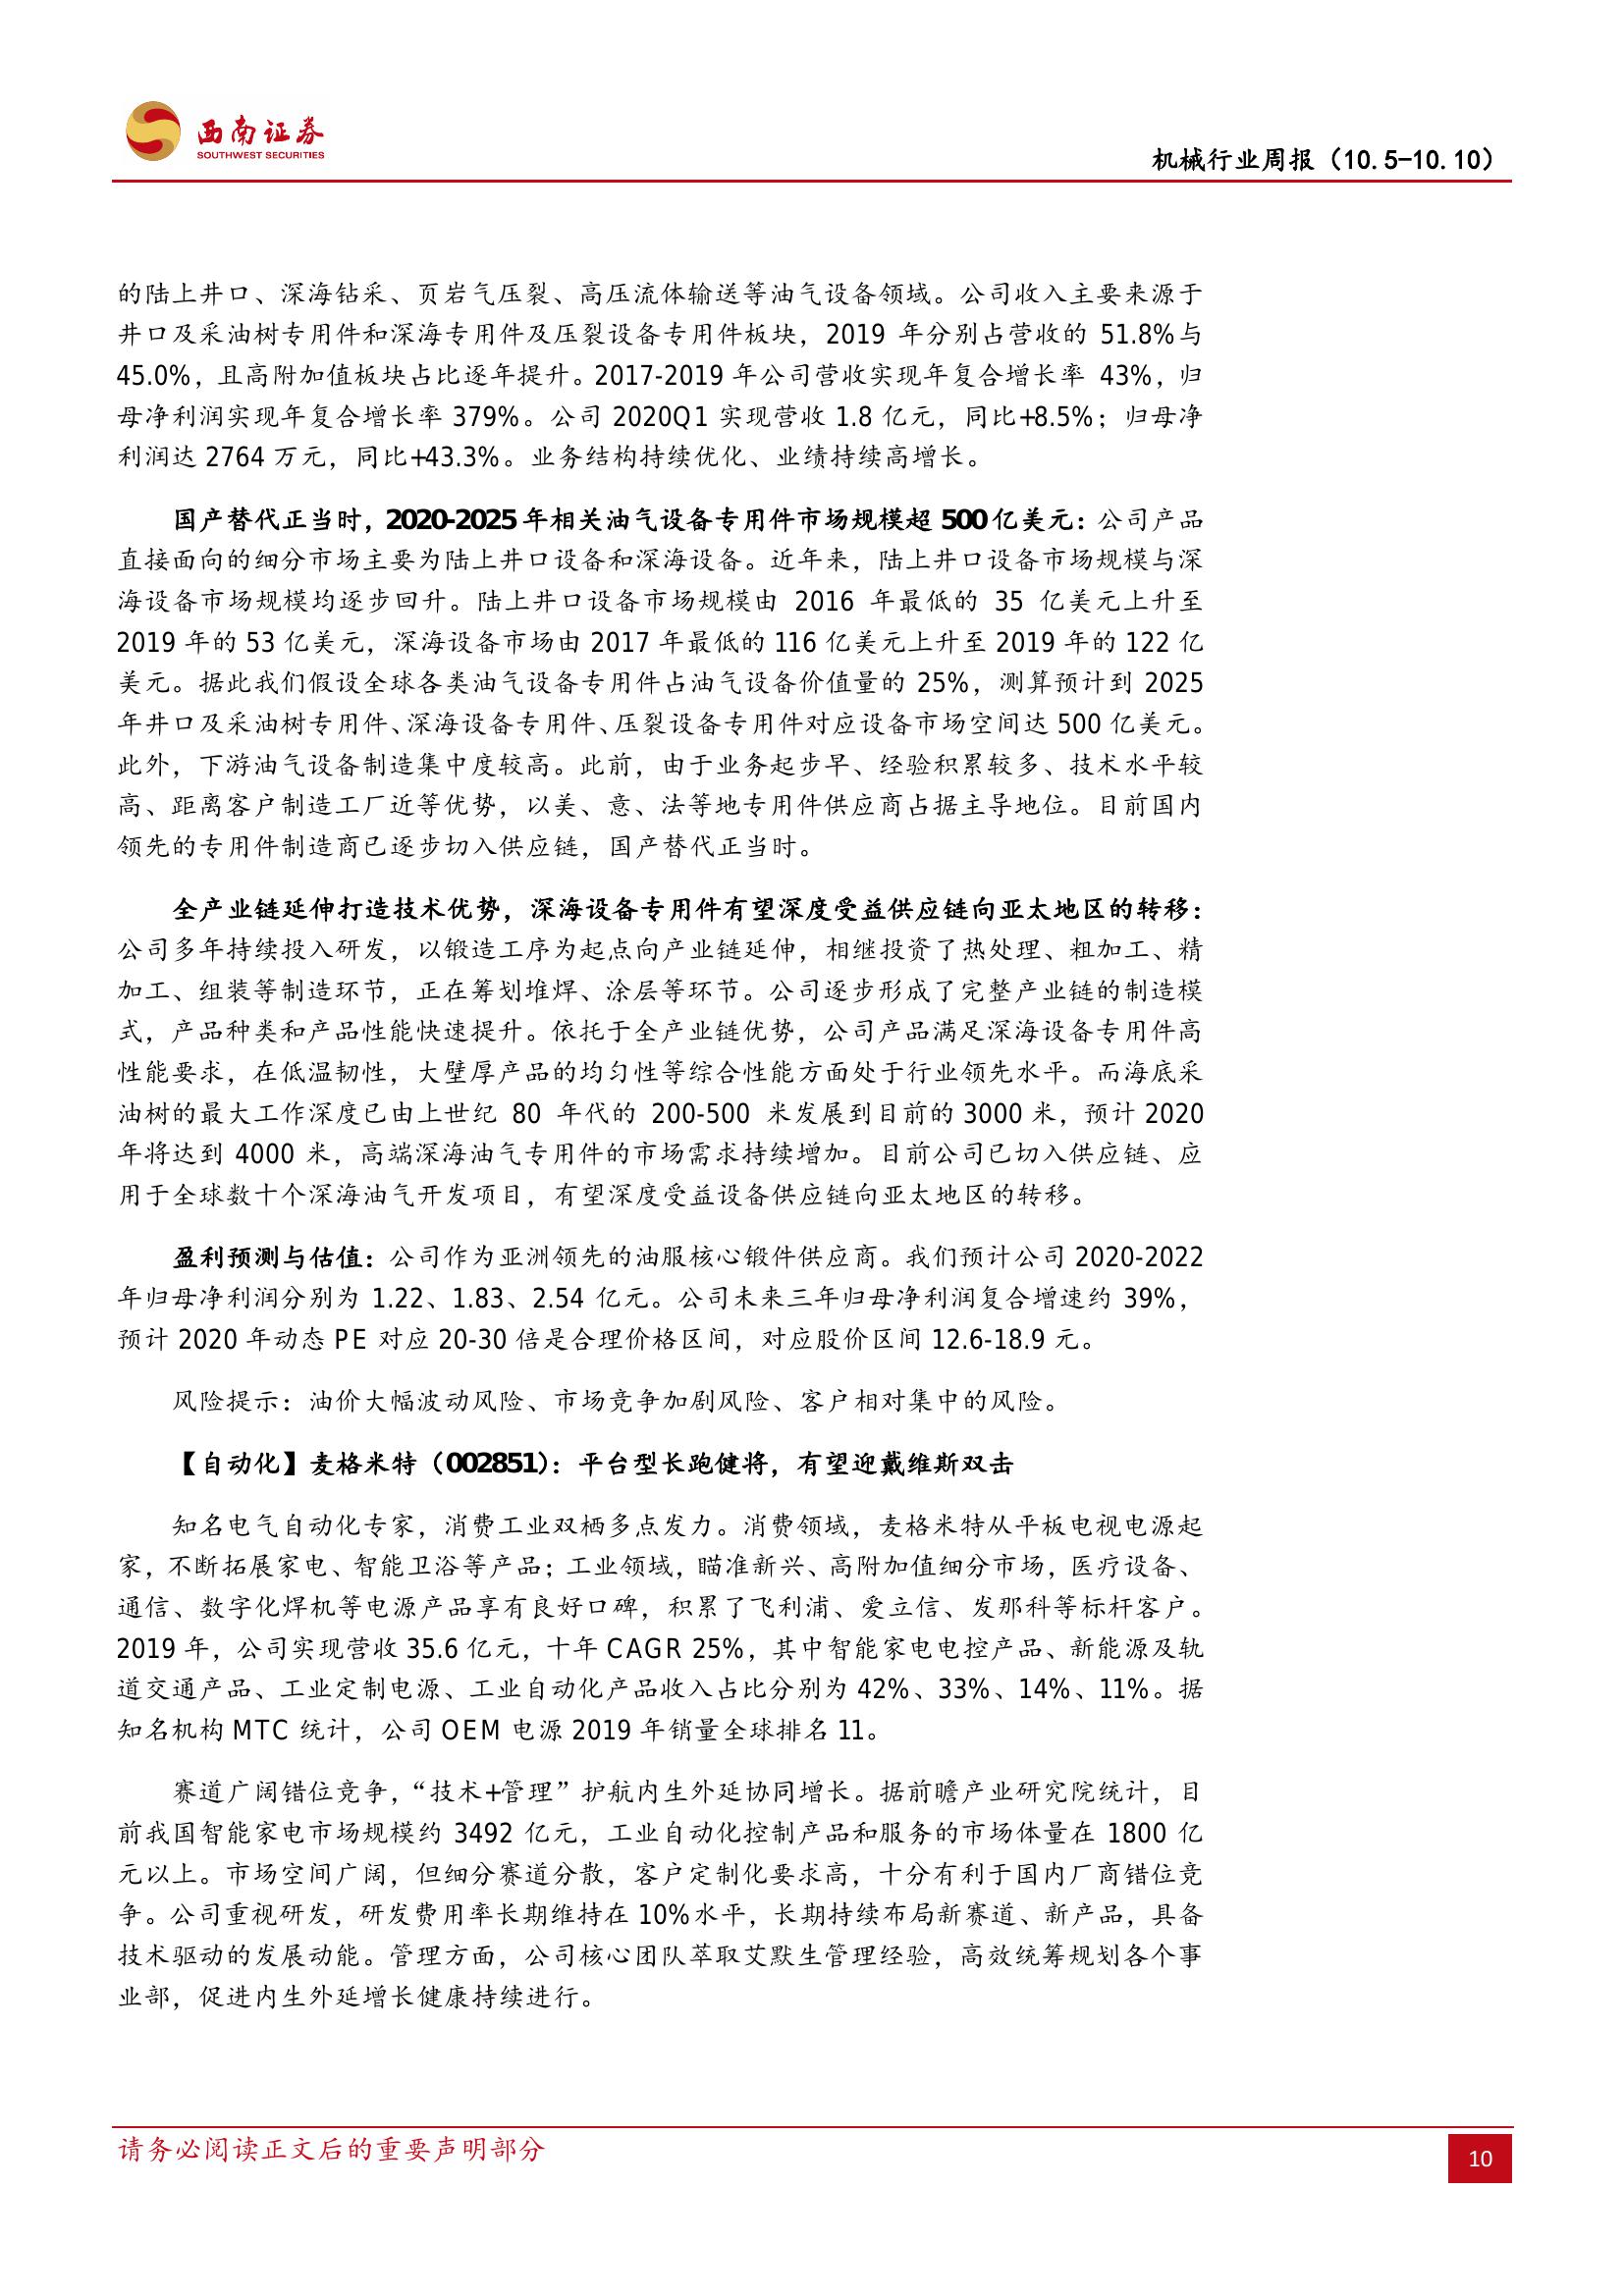 西南证券
SOUTHWEST SECURITIES
机械行业周报（10.5-10.10）
的陆上井口、深海钻采、页岩气压裂、高压流体输送等油气设备领域。公司收入主要来源于
井口及采油树专用件和深海专用件及压裂设备专用件板块，2019 年分别占营收的 51.8%与
45.0%，且高附加值板块占比逐年提升。2017-2019 年公司营收实现年复合增长率 43%，归
母净利润实现年复合增长率 379%。公司 2020Q1 实现营收 1.8 亿元，同比+8.5%；归母净
利润达 2764 万元，同比+43.3%。业务结构持续优化、业绩持续高增长。
国产替代正当时，2020-2025 年相关油气设备专用件市场规模超 500 亿美元：公司产品
直接面向的细分市场主要为陆上井口设备和深海设备。近年来，陆上井口设备市场规模与深
海设备市场规模均逐步回升。陆上井口设备市场规模由 2016 年最低的 35 亿美元上升至
2019 年的 53 亿美元，深海设备市场由 2017 年最低的 116 亿美元上升至 2019 年的 122 亿
美元。据此我们假设全球各类油气设备专用件占油气设备价值量的 25%，测算预计到 2025
年井口及采油树专用件、深海设备专用件、压裂设备专用件对应设备市场空间达 500 亿美元。
此外，下游油气设备制造集中度较高。此前，由于业务起步早、经验积累较多、技术水平较
高、距离客户制造工厂近等优势，以美、意、法等地专用件供应商占据主导地位。目前国内
领先的专用件制造商已逐步切入供应链，国产替代正当时。
全产业链延伸打造技术优势，深海设备专用件有望深度受益供应链向亚太地区的转移：
公司多年持续投入研发，以锻造工序为起点向产业链延伸，相继投资了热处理、粗加工、精
加工、组装等制造环节，正在筹划堆焊、涂层等环节。公司逐步形成了完整产业链的制造模
式，产品种类和产品性能快速提升。依托于全产业链优势，公司产品满足深海设备专用件高
性能要求，在低温韧性，大壁厚产品的均匀性等综合性能方面处于行业领先水平。而海底采
油树的最大工作深度已由上世纪 80 年代的 200-500 米发展到目前的 3000 米，预计 2020
年将达到 4000 米，高端深海油气专用件的市场需求持续增加。目前公司已切入供应链、应
用于全球数十个深海油气开发项目，有望深度受益设备供应链向亚太地区的转移。
盈利预测与估值：公司作为亚洲领先的油服核心锻件供应商。我们预计公司 2020-2022
年归母净利润分别为 1.22、1.83、2.54 亿元。公司未来三年归母净利润复合增速约 39%，
预计 2020 年动态 PE 对应 20-30 倍是合理价格区间，对应股价区间 12.6-18.9 元。
风险提示：油价大幅波动风险、市场竞争加剧风险、客户相对集中的风险。
【自动化】麦格米特（002851）：平台型长跑健将，有望迎戴维斯双击
知名电气自动化专家，消费工业双栖多点发力。消费领域，麦格米特从平板电视电源起
家，不断拓展家电、智能卫浴等产品；工业领域，瞄准新兴、高附加值细分市场，医疗设备、
通信、数字化焊机等电源产品享有良好口碑，积累了飞利浦、爱立信、发那科等标杆客户。
2019 年，公司实现营收 35.6 亿元，十年 CAGR 25%，其中智能家电电控产品、新能源及轨
道交通产品、工业定制电源、工业自动化产品收入占比分别为 42%、33%、14%、11%。据
知名机构 MTC 统计，公司 OEM 电源 2019 年销量全球排名 11。
赛道广阔错位竞争，“技术+管理”护航内生外延协同增长。据前瞻产业研究院统计，目
前我国智能家电市场规模约 3492 亿元，工业自动化控制产品和服务的市场体量在 1800 亿
元以上。市场空间广阔，但细分赛道分散，客户定制化要求高，十分有利于国内厂商错位竞
争。公司重视研发，研发费用率长期维持在 10%水平，长期持续布局新赛道、新产品，具备
技术驱动的发展动能。管理方面，公司核心团队萃取艾默生管理经验，高效统筹规划各个事
业部，促进内生外延增长健康持续进行。
请务必阅读正文后的重要声明部分
10